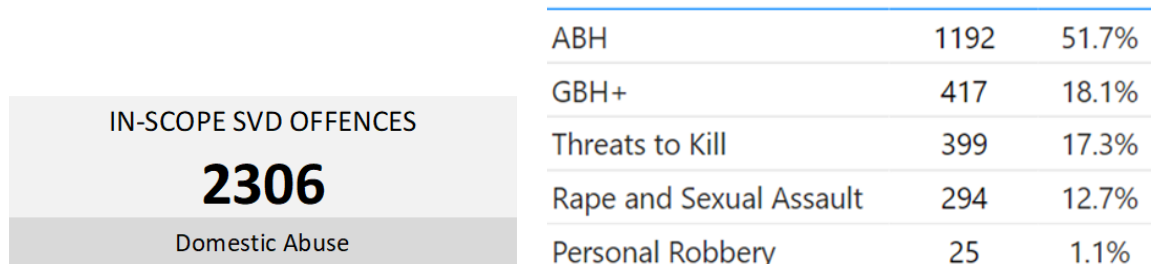 IN-SCOPE SVD OFFENCES
2306
Domestic Abuse
ABH 1192 51.7%
GBH+ 417 18.1%
Threats to Kill 399 17.3%
Rape and Sexual Assault 294 12.7%
Personal Robbery 25 1.1%